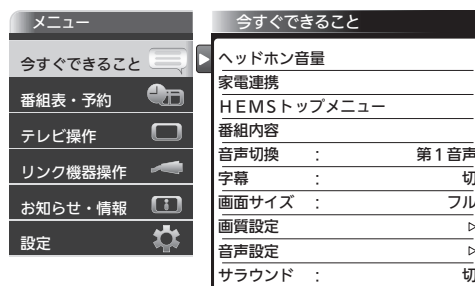 メニュー
今すぐできること
番組表・予約
テレビ操作
リンク機器操作
お知らせ・情報
設定
今すぐできること
ヘッドホン音量
家電連携
ＨＥＭＳトップメニュー
番組内容
音声切換 : 第１音声
字幕 : 切
画面サイズ : フル
画質設定
音声設定
サラウンド : 切